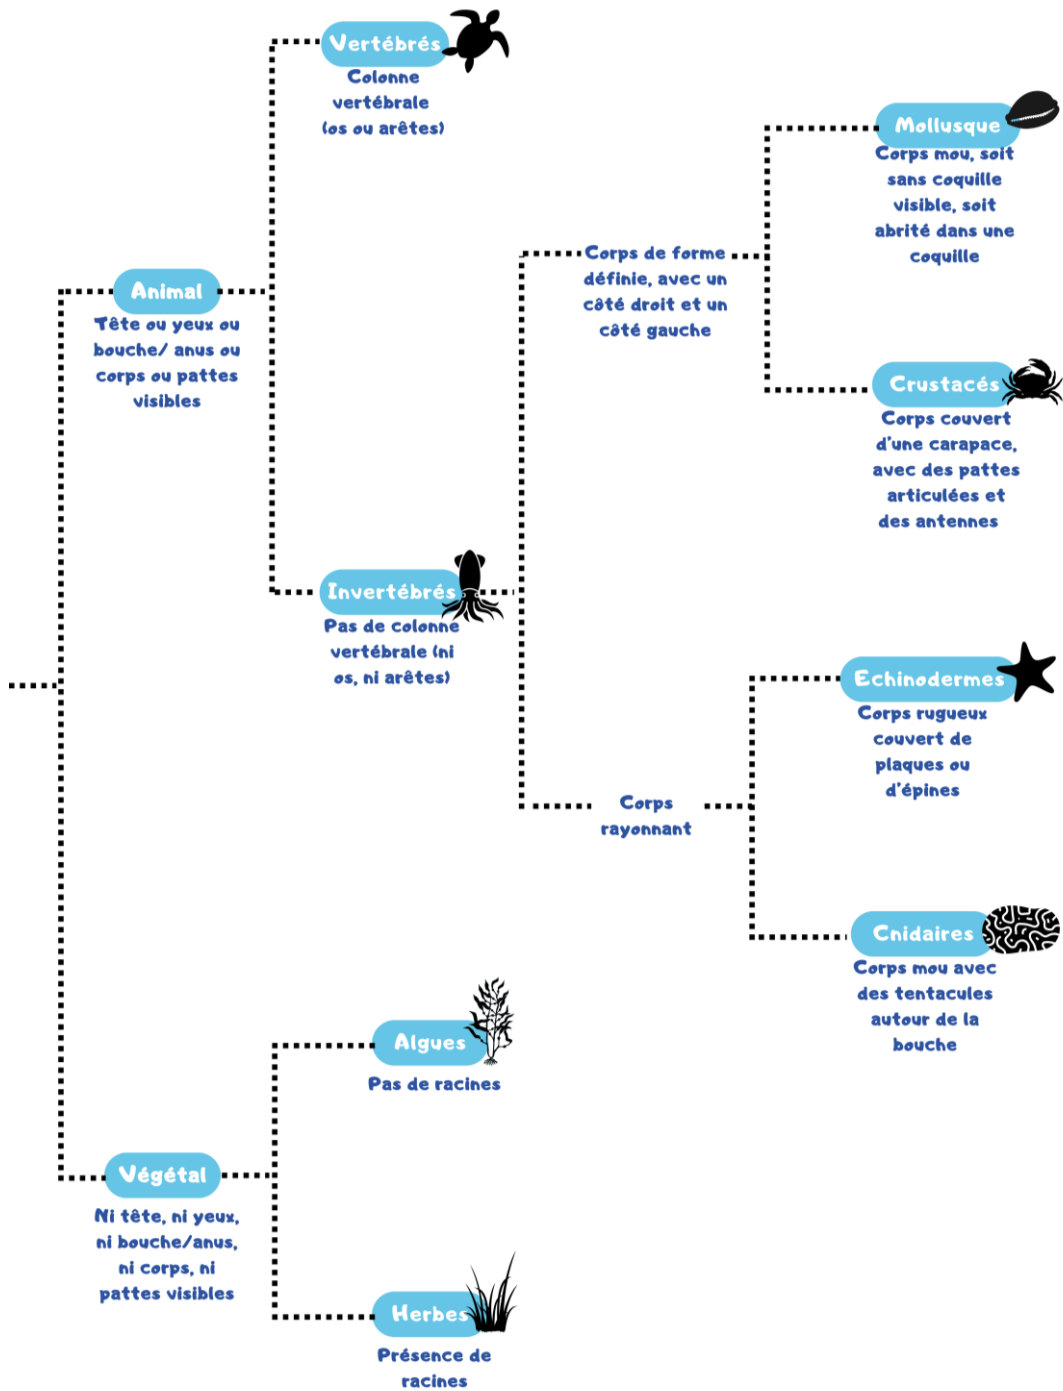 Vertébrés
Colonne
vertébrale
(os ou arêtes)
Animal
Tête ou yeux ou
bouche/ anus ou
corps ou pattes
visibles
Invertébrés
Pas de colonne
vertébrale (ni
os, ni arêtes)
Corps de forme
définie, avec un
côté droit et un
côté gauche
Mollusque
Corps mou, soit
sans coquille
visible, soit
abrité dans une
coquille
Crustacés
Corps couvert
d'une carapace,
avec des pattes
articulées et
des antennes
Corps
rayonnant
Echinodermes
Corps rugueux
couvert de
plaques ou
d'épines
Cnidaires
Corps mou avec
des tentacules
autour de la
bouche
Végétal
Ni tête, ni yeux,
ni bouche/anus,
ni corps, ni
pattes visibles
Algues
Pas de racines
Herbes
Présence de
racines